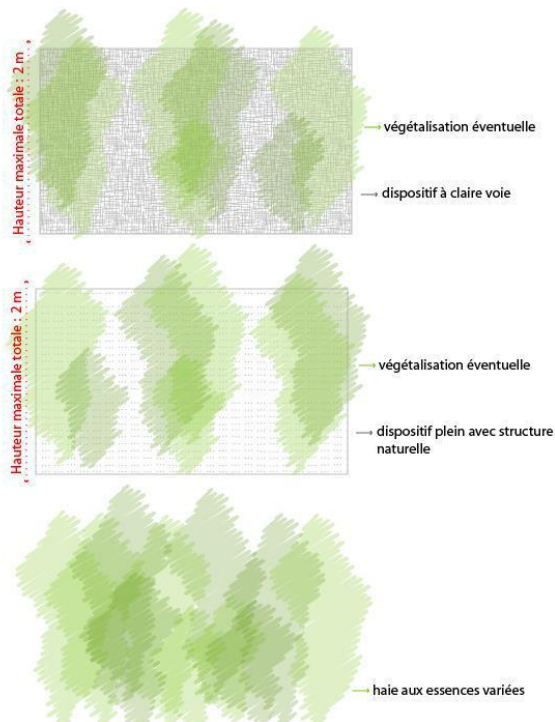 Hauteur maximale totale : 2 m
végétalisation éventuelle
dispositif à claire voie
Hauteur maximale totale : 2 m
végétalisation éventuelle
dispositif plein avec structure
naturelle
haie aux essences variées